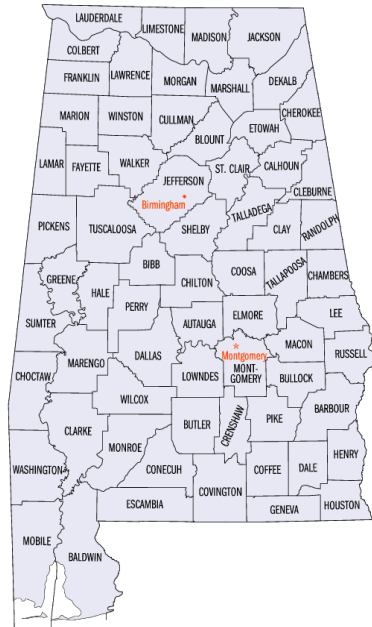 LAUDERDALE
LIMESTONE
MADISON
JACKSON
COLBERT
FRANKLIN
LAWRENCE
MORGAN
MARSHALL
DEKALB
MARION
WINSTON
CULLMAN
CHEROKEE
ETOWAH
BLOUNT
LAMAR
FAYETTE
WALKER
JEFFERSON
ST. CLAIR
CALHOUN
CLEBURNE
Birmingham
PICKENS
TUSCALOOSA
SHELBY
TALLADEGA
CLAY
RANDOLPH
BIBB
GREENE
HALE
PERRY
CHILTON
COOSA
TALLAPOOSA
CHAMBERS
SUMTER
AUTAUGA
ELMORE
LEE
MACON
RUSSELL
CHOCTAW
MARENGO
DALLAS
LOWNDES
Montgomery
MONT-
GOMERY
BULLOCK
WILCOX
BUTLER
CRENSHAW
PIKE
BARBOUR
CLARKE
MONROE
CONECUH
COFFEE
DALE
HENRY
WASHINGTON
COVINGTON
ESCAMBIA
GENEVA
HOUSTON
MOBILE
BALDWIN